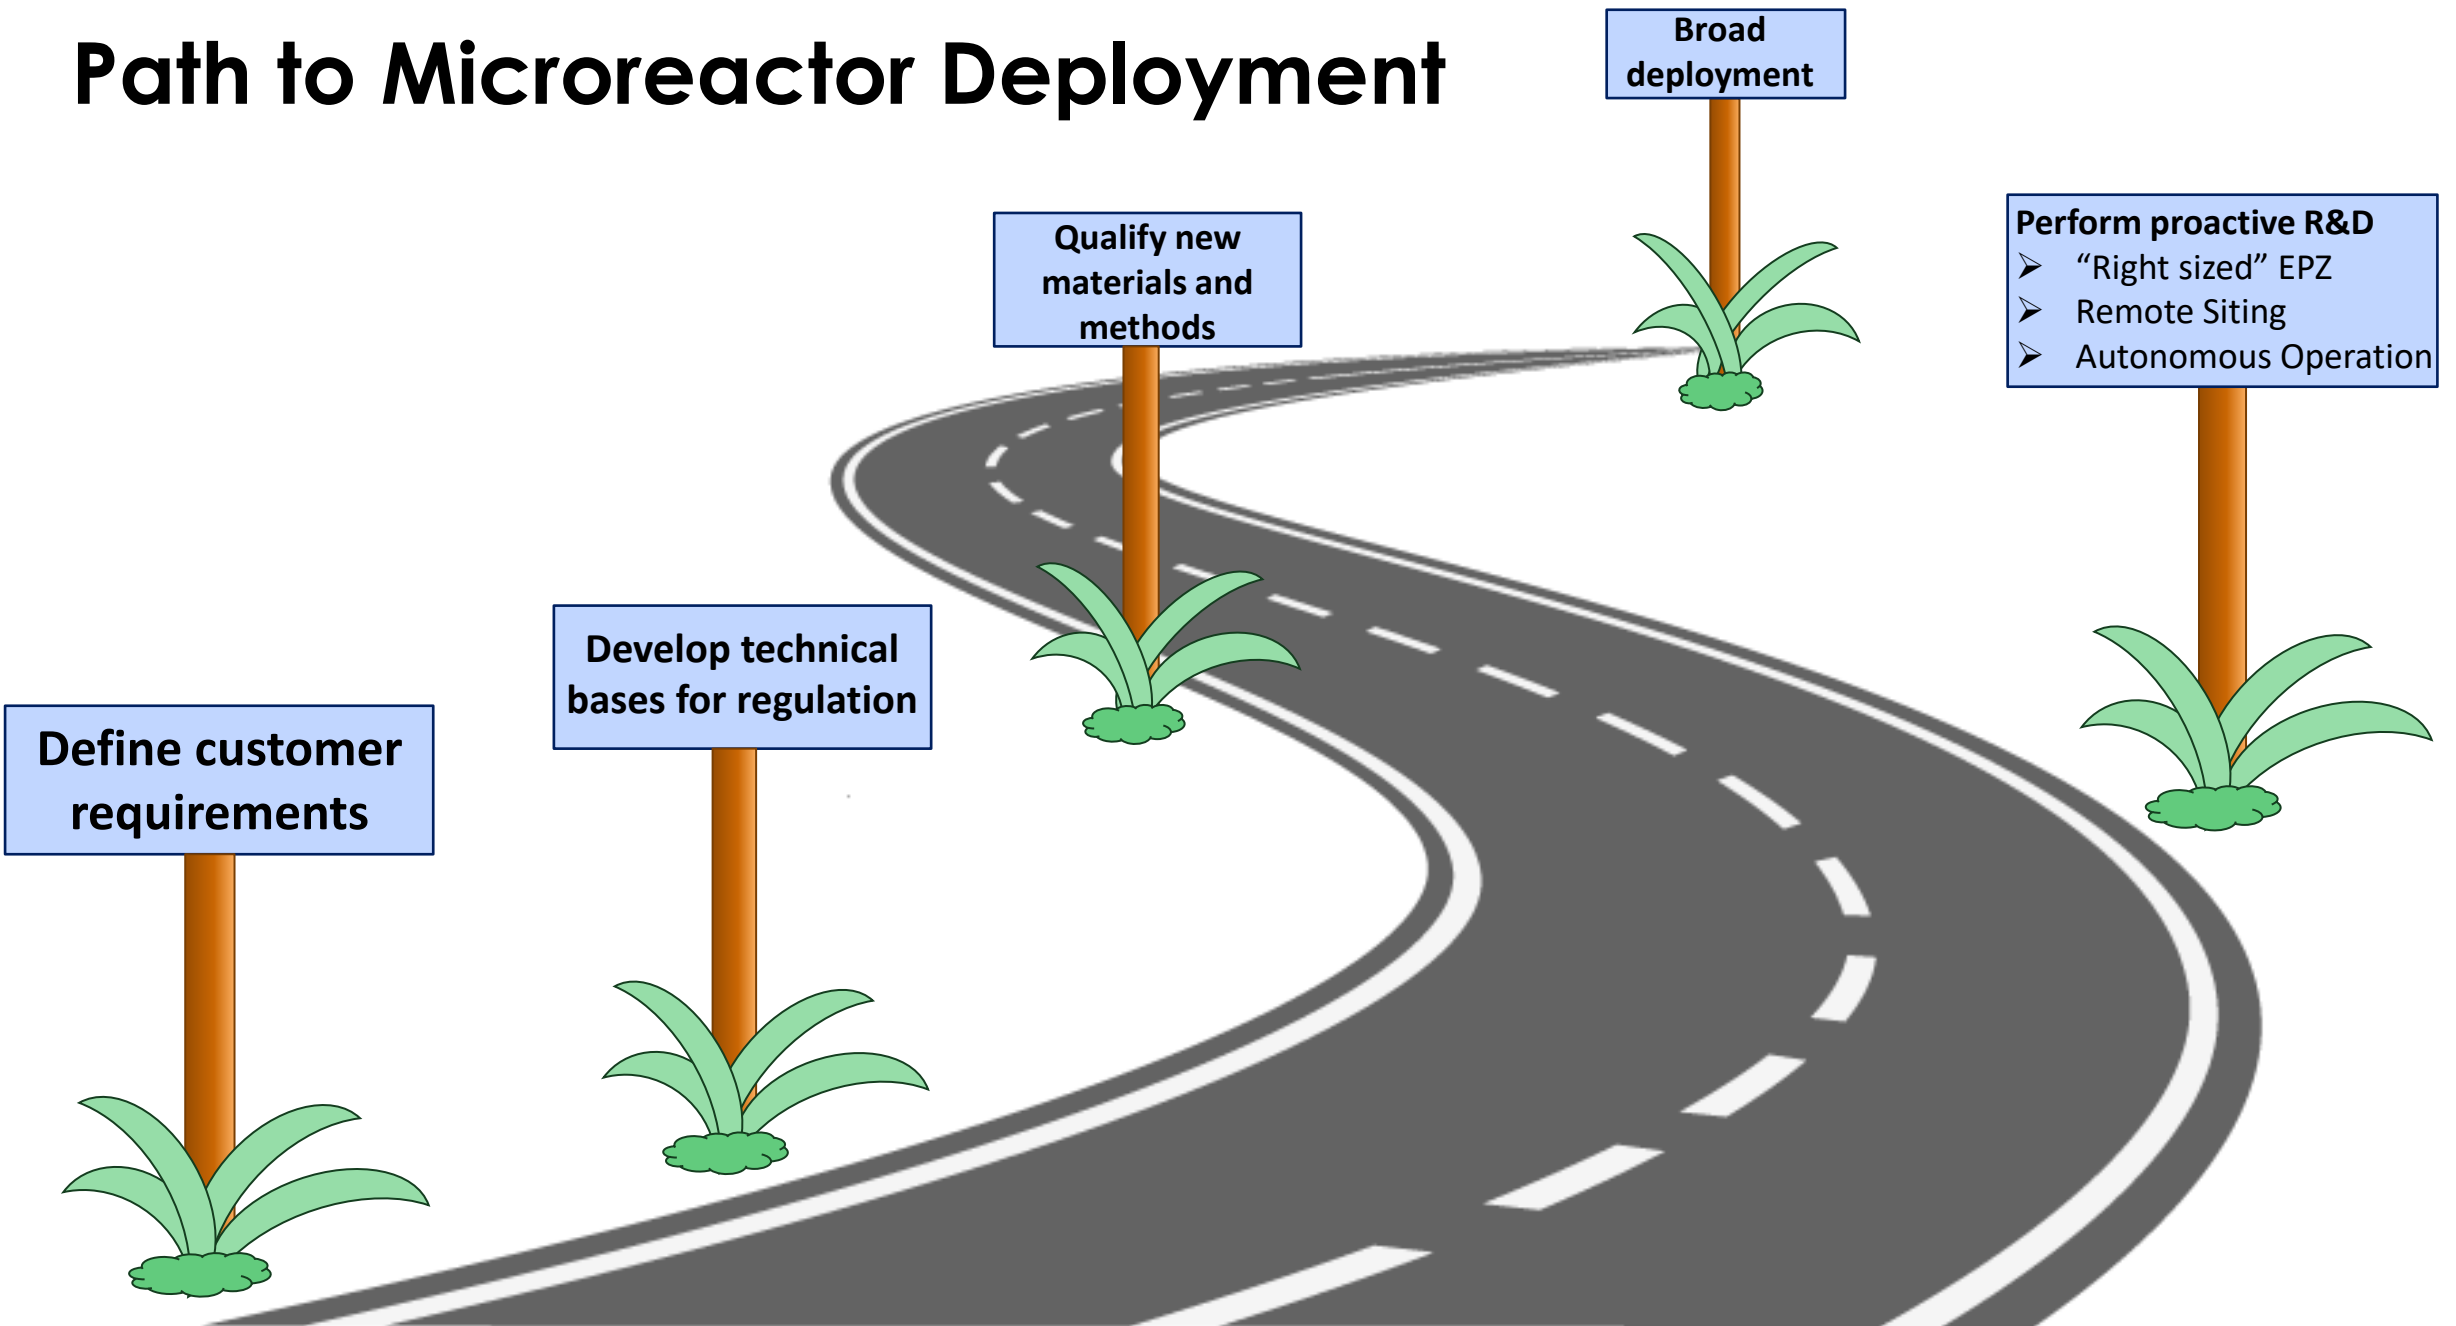 Path to Microreactor Deployment
Broad
deployment
Perform proactive R&D
➢ “Right sized” EPZ
➢ Remote Siting
➢ Autonomous Operation
Qualify new
materials and
methods
Develop technical
bases for regulation
Define customer
requirements